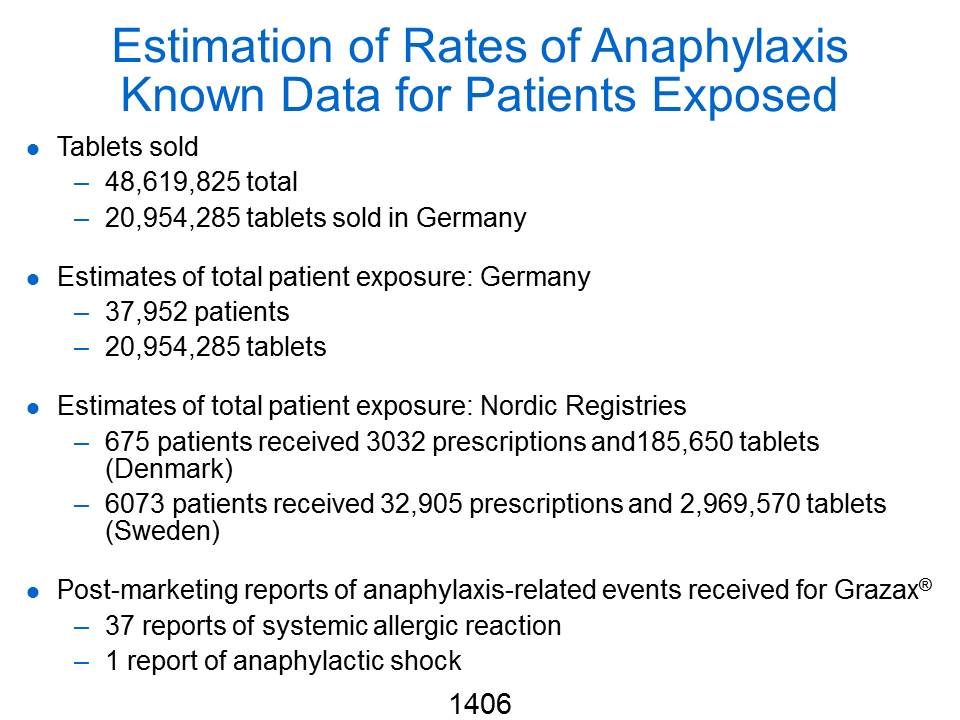 Estimation of Rates of Anaphylaxis
Known Data for Patients Exposed
● Tablets sold
– 48,619,825 total
– 20,954,285 tablets sold in Germany
● Estimates of total patient exposure: Germany
– 37,952 patients
– 20,954,285 tablets
● Estimates of total patient exposure: Nordic Registries
– 675 patients received 3032 prescriptions and185,650 tablets
(Denmark)
– 6073 patients received 32,905 prescriptions and 2,969,570 tablets
(Sweden)
● Post-marketing reports of anaphylaxis-related events received for Grazax®
– 37 reports of systemic allergic reaction
– 1 report of anaphylactic shock
1406